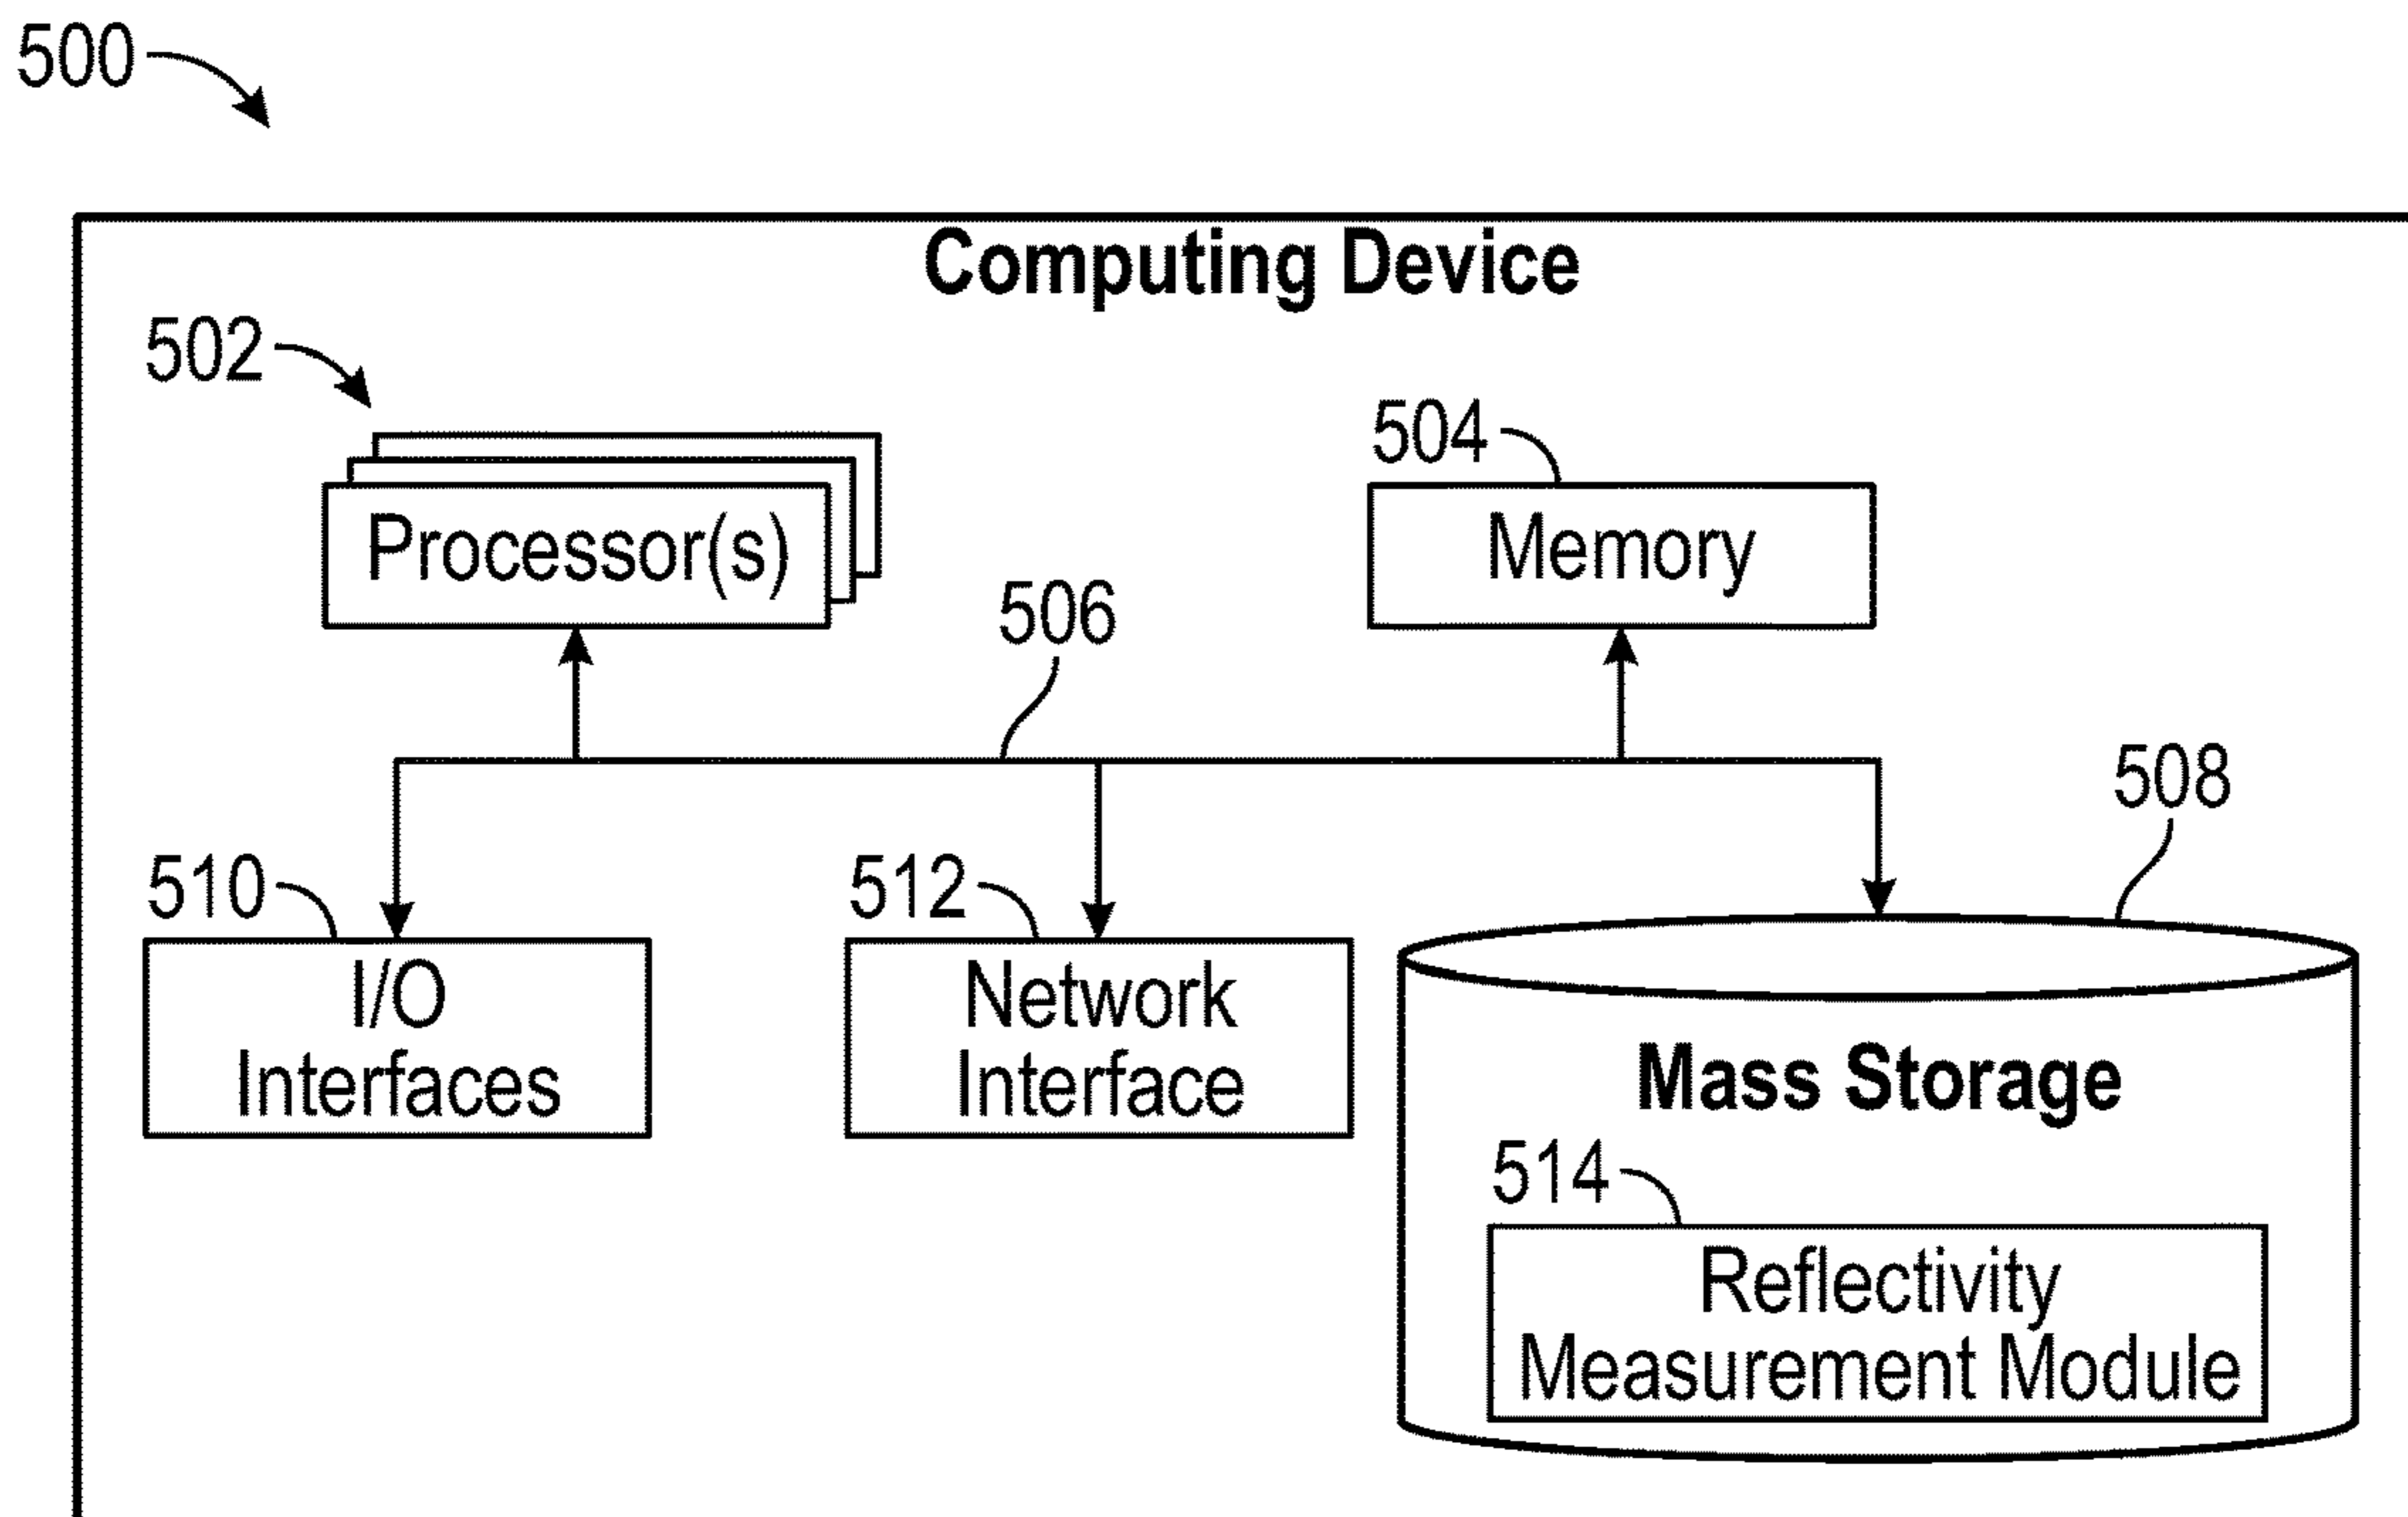 500
Computing Device
502
504
Processor(s)
Memory
506
508
510
512
I/O
Interfaces
Network
Interface
Mass Storage
514
Reflectivity
Measurement Module